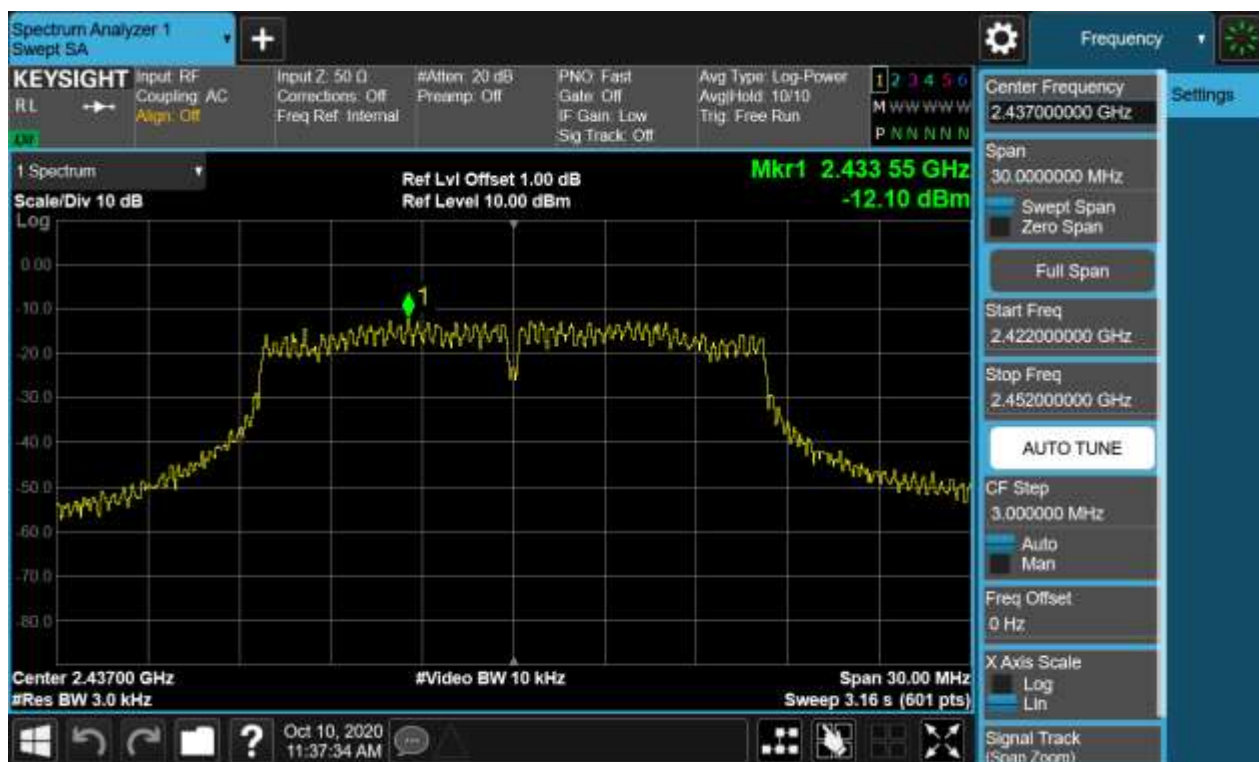 Spectrum Analyzer 1
Swept SA
+
Frequency
KEYSIGHT
RL
Input: RF
Coupling: AC
Align: Off
Input Z: 50 Ω
Corrections: Off
Freq Ref: Internal
#Atten: 20 dB
Preamp: Off
PNO: Fast
Gate: Off
IF Gain: Low
Sig Track: Off
Avg Type: Log-Power
Avg|Hold: 10/10
Trig: Free Run
1 2 3 4 5 6
M W W W W W
P N N N N N
1 Spectrum
Scale/Div 10 dB
Log
Ref Lvl Offset 1.00 dB
Ref Level 10.00 dBm
Mkr1 2.433 55 GHz
-12.10 dBm
0.00
-10.0
-20.0
-30.0
-40.0
-50.0
-60.0
-70.0
-80.0
1
Center 2.43700 GHz
#Res BW 3.0 kHz
#Video BW 10 kHz
Span 30.00 MHz
Sweep 3.16 s (601 pts)
Center Frequency
2.437000000 GHz
Span
30.0000000 MHz
Swept Span
Zero Span
Full Span
Start Freq
2.422000000 GHz
Stop Freq
2.452000000 GHz
AUTO TUNE
CF Step
3.000000 MHz
Auto
Man
Freq Offset
0 Hz
X Axis Scale
Log
Lin
Signal Track
(Span Zoom)
Settings
?
Oct 10, 2020
11:37:34 AM